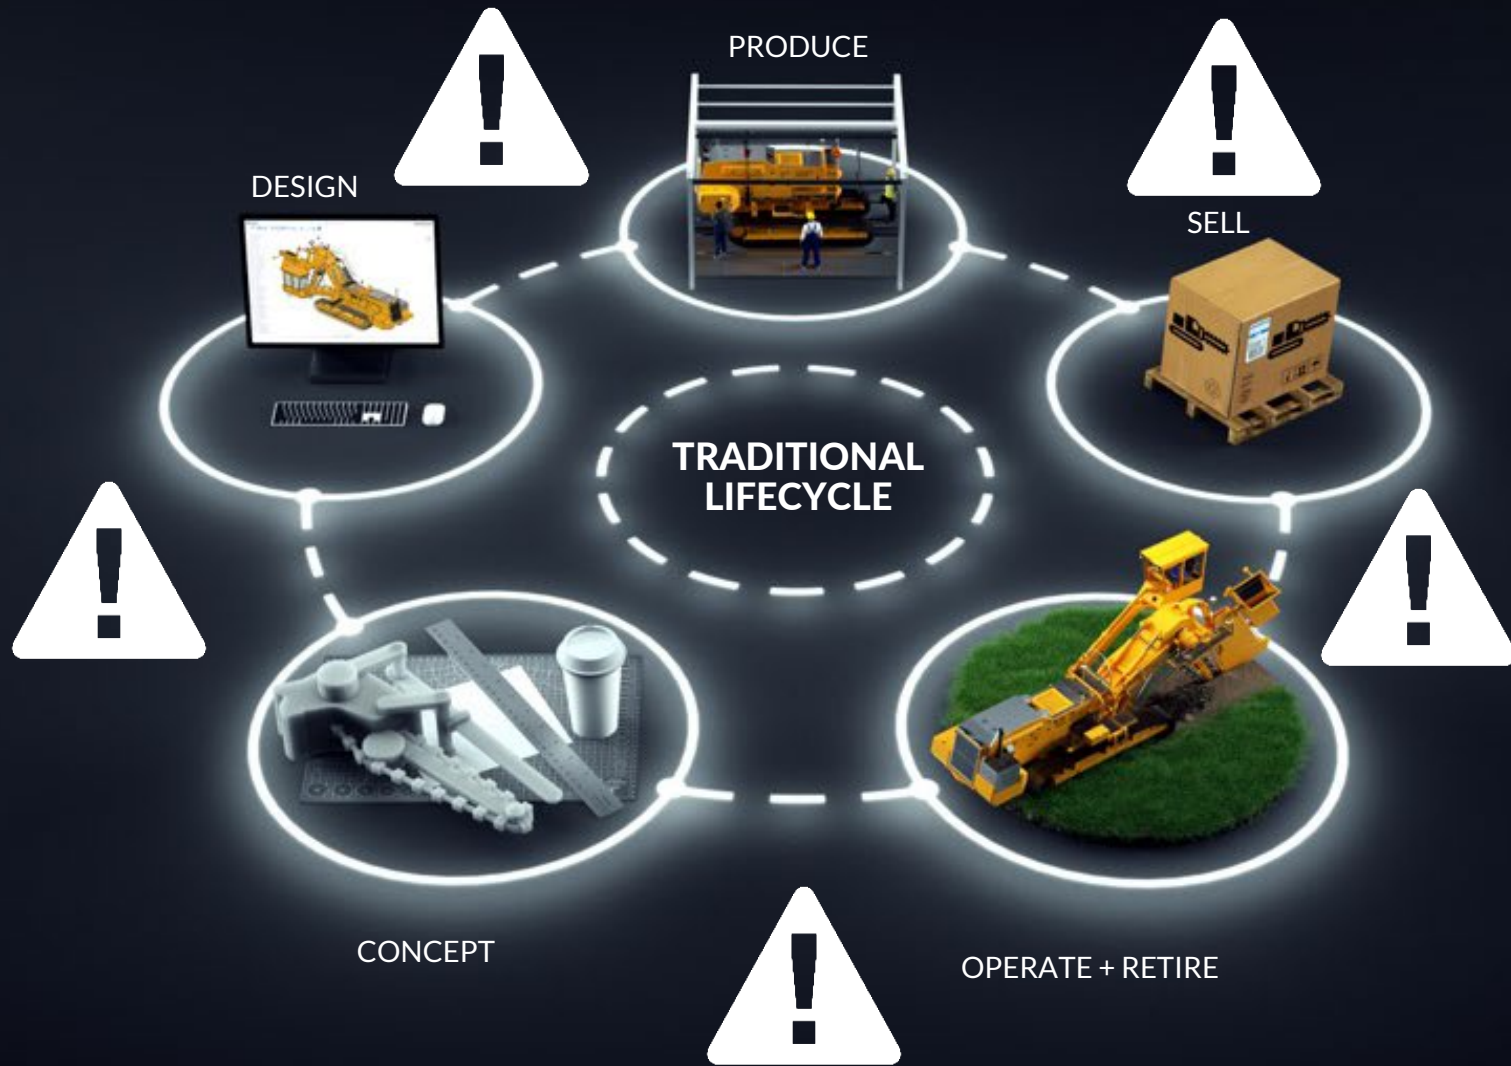 PRODUCE
DESIGN
SELL
TRADITIONAL
LIFECYCLE
CONCEPT
OPERATE + RETIRE